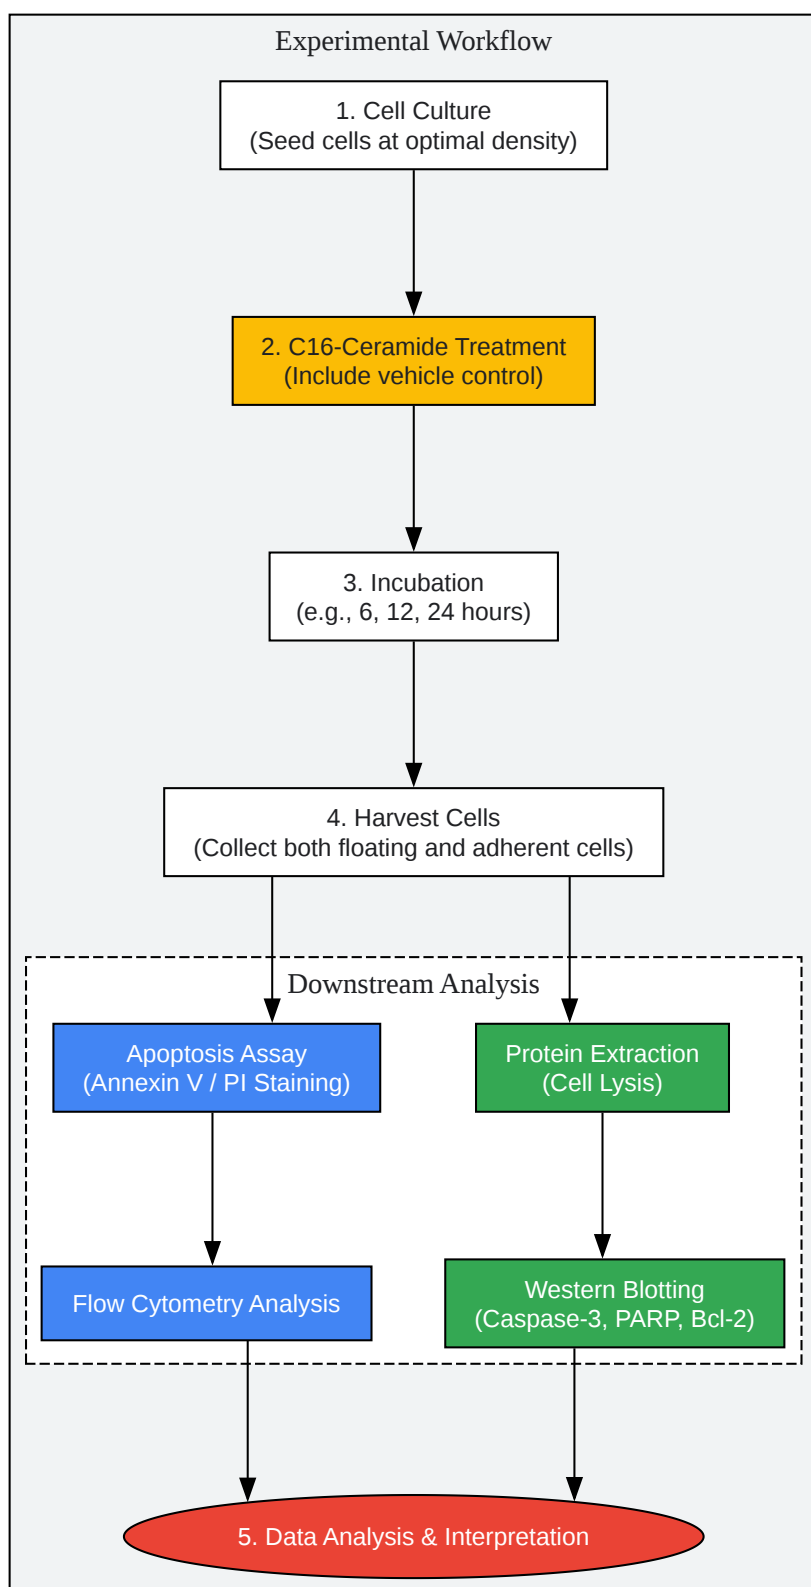 Experimental Workflow
1. Cell Culture
(Seed cells at optimal density)
2. C16-Ceramide Treatment
(Include vehicle control)
3. Incubation
(e.g., 6, 12, 24 hours)
4. Harvest Cells
(Collect both floating and adherent cells)
Downstream Analysis
Apoptosis Assay
(Annexin V / PI Staining)
Protein Extraction
(Cell Lysis)
Flow Cytometry Analysis
Western Blotting
(Caspase-3, PARP, Bcl-2)
5. Data Analysis & Interpretation